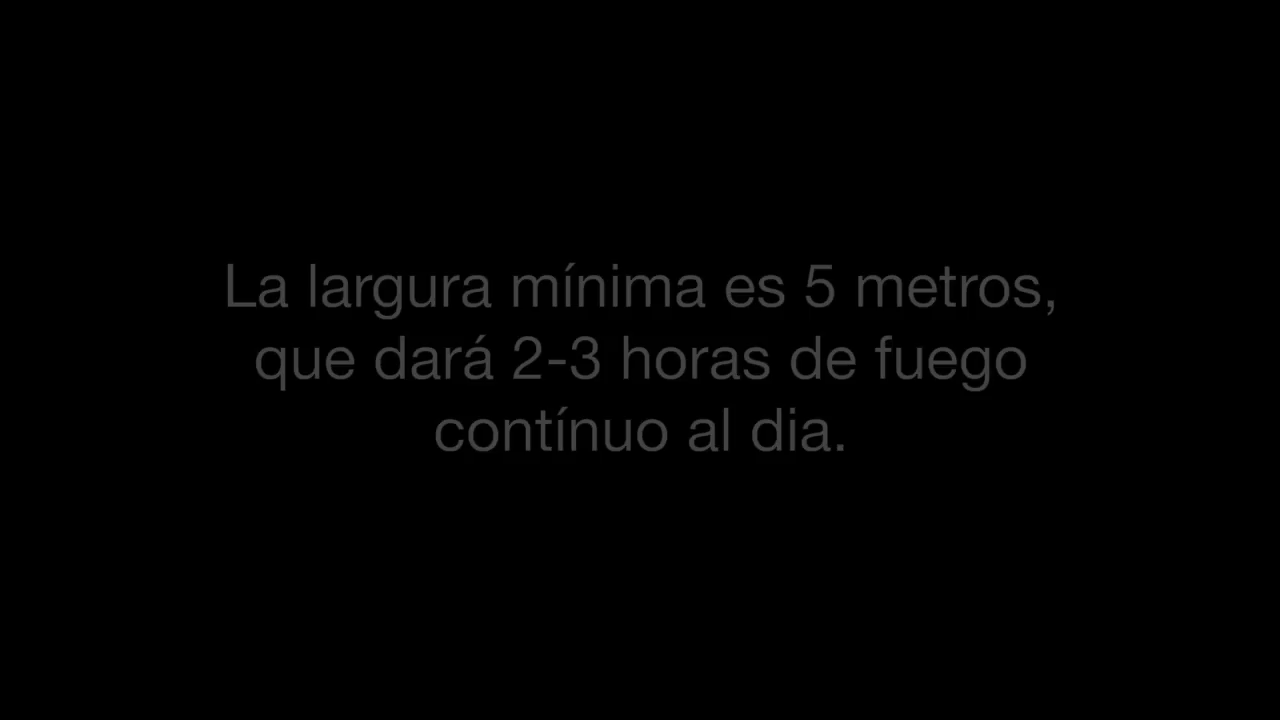 La largura mínima es 5 metros,
que dará 2-3 horas de fuego
contínuo al dia.